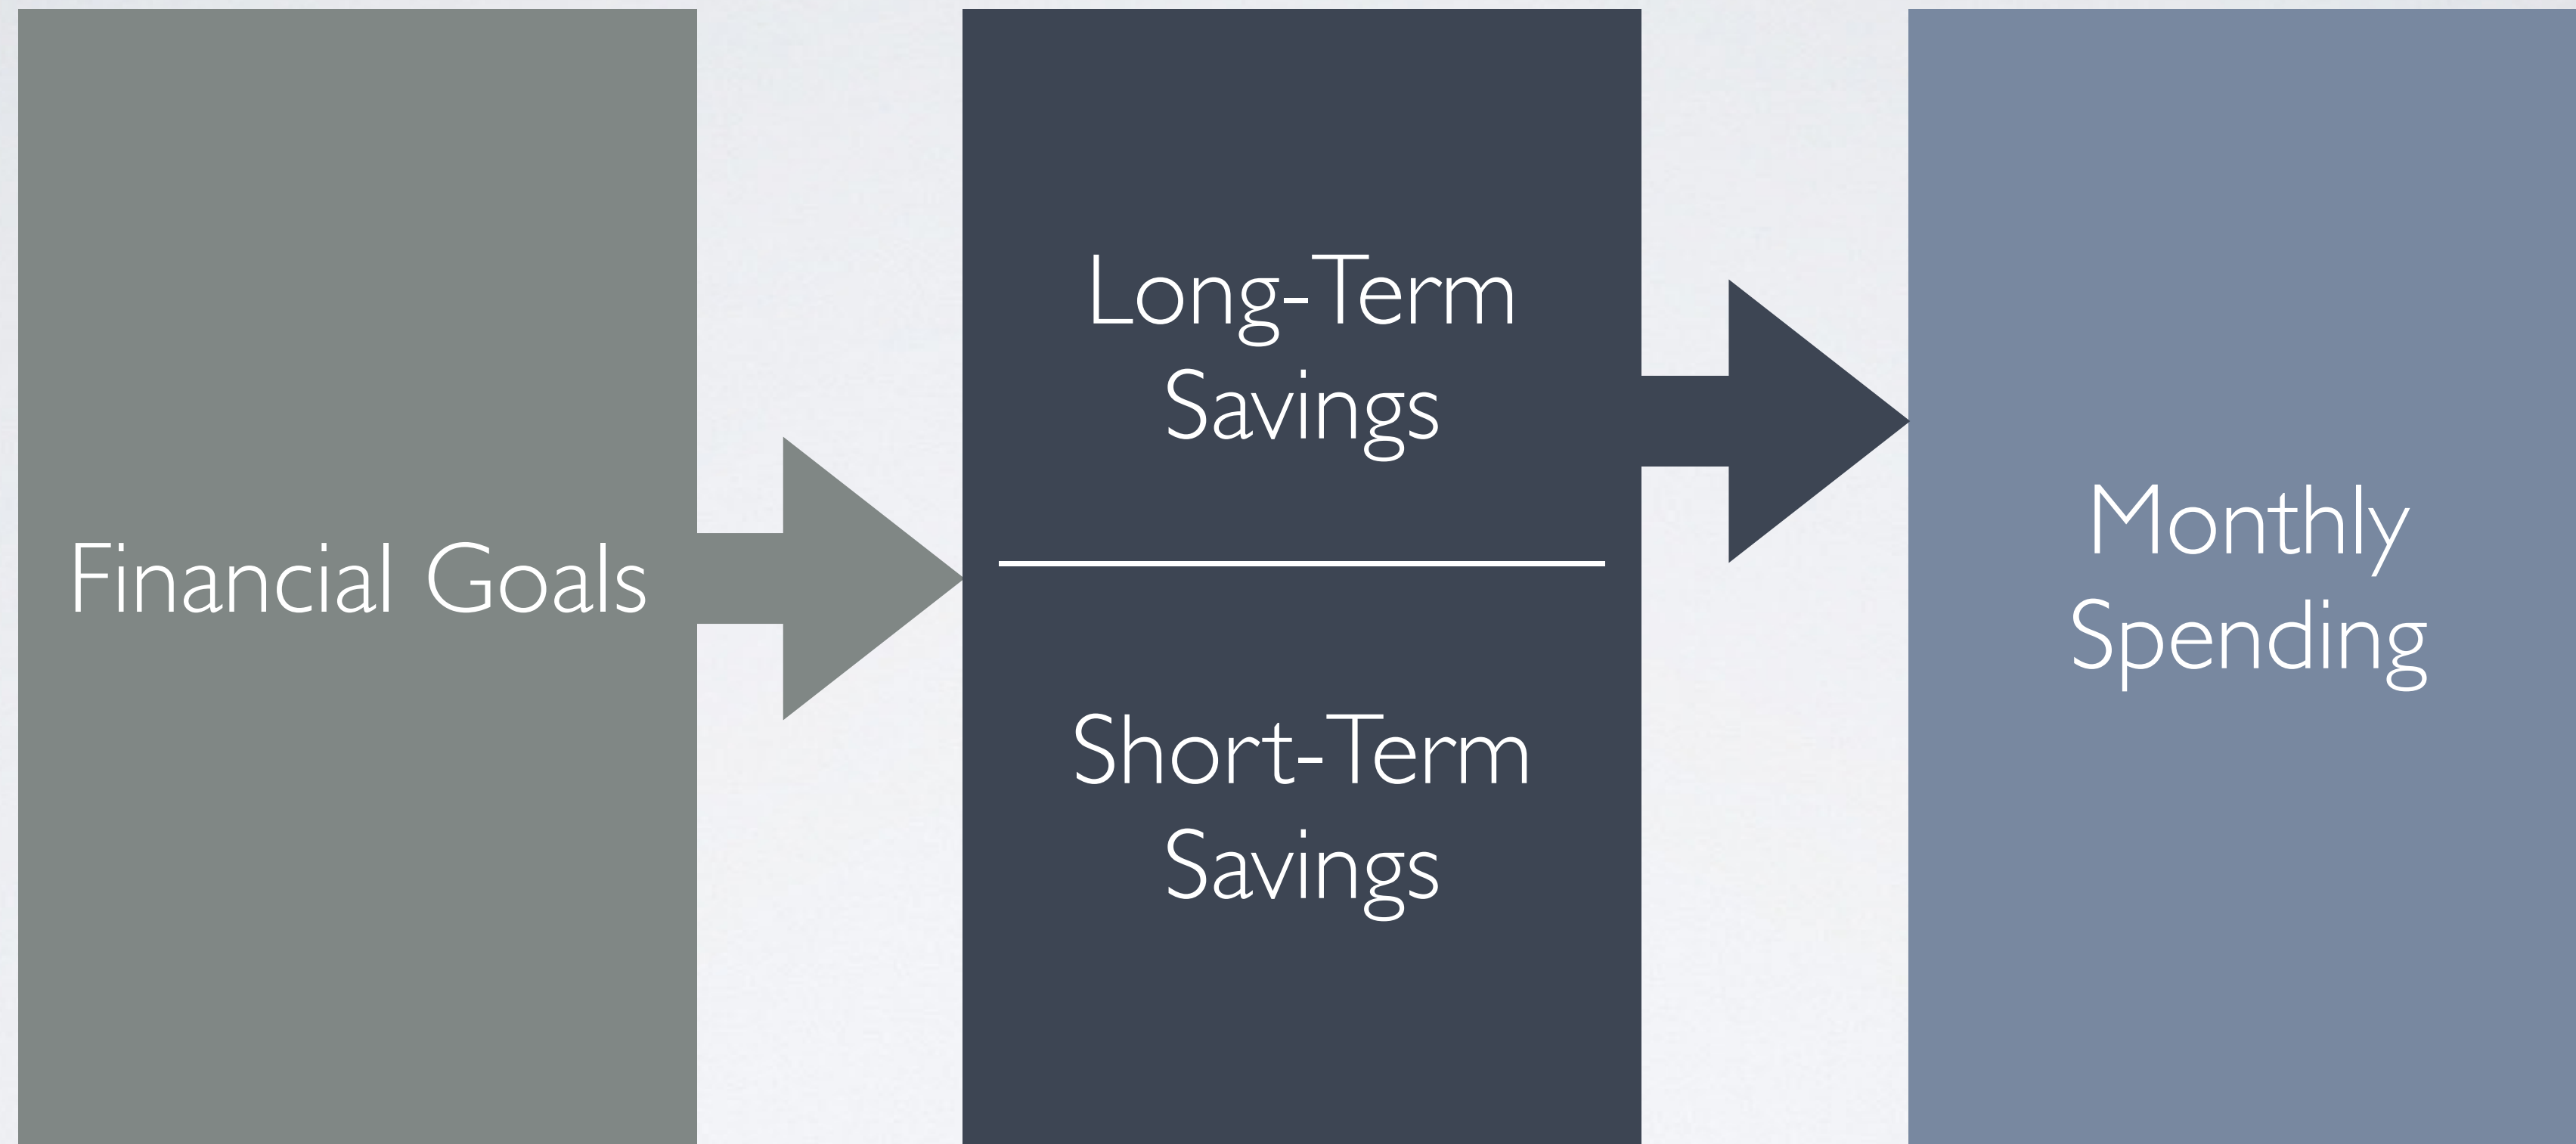 Financial Goals
Long-Term
Savings
Short-Term
Savings
Monthly
Spending